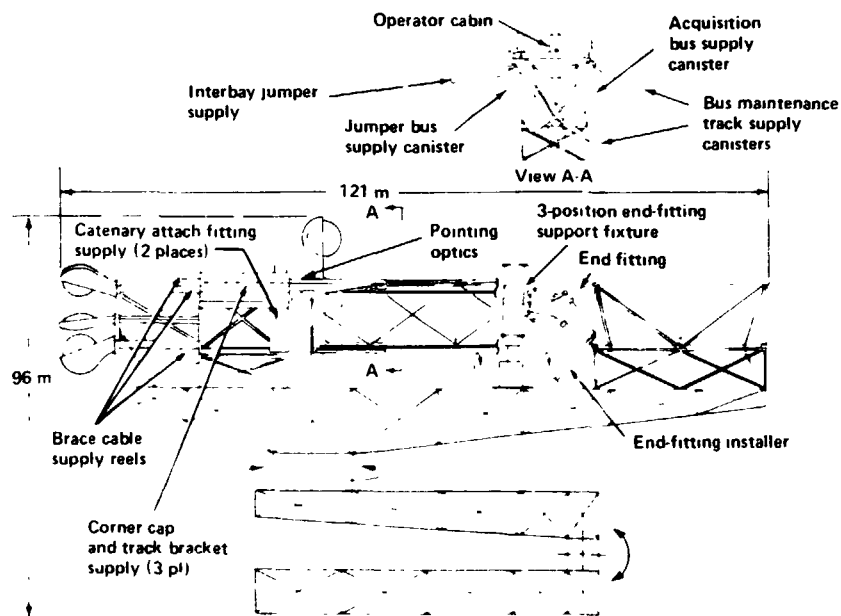 Operator cabin
Acquisition
bus supply
canister
Interbay jumper
supply
Jumper bus
supply canister
Bus maintenance
track supply
canisters
View A-A
121 m
A
3-position end-fitting
support fixture
Catenary attach fitting
supply (2 places)
Pointing
optics
End fitting
A
96 m
Brace cable
supply reels
End-fitting installer
Corner cap
and track bracket
supply (3 pl)